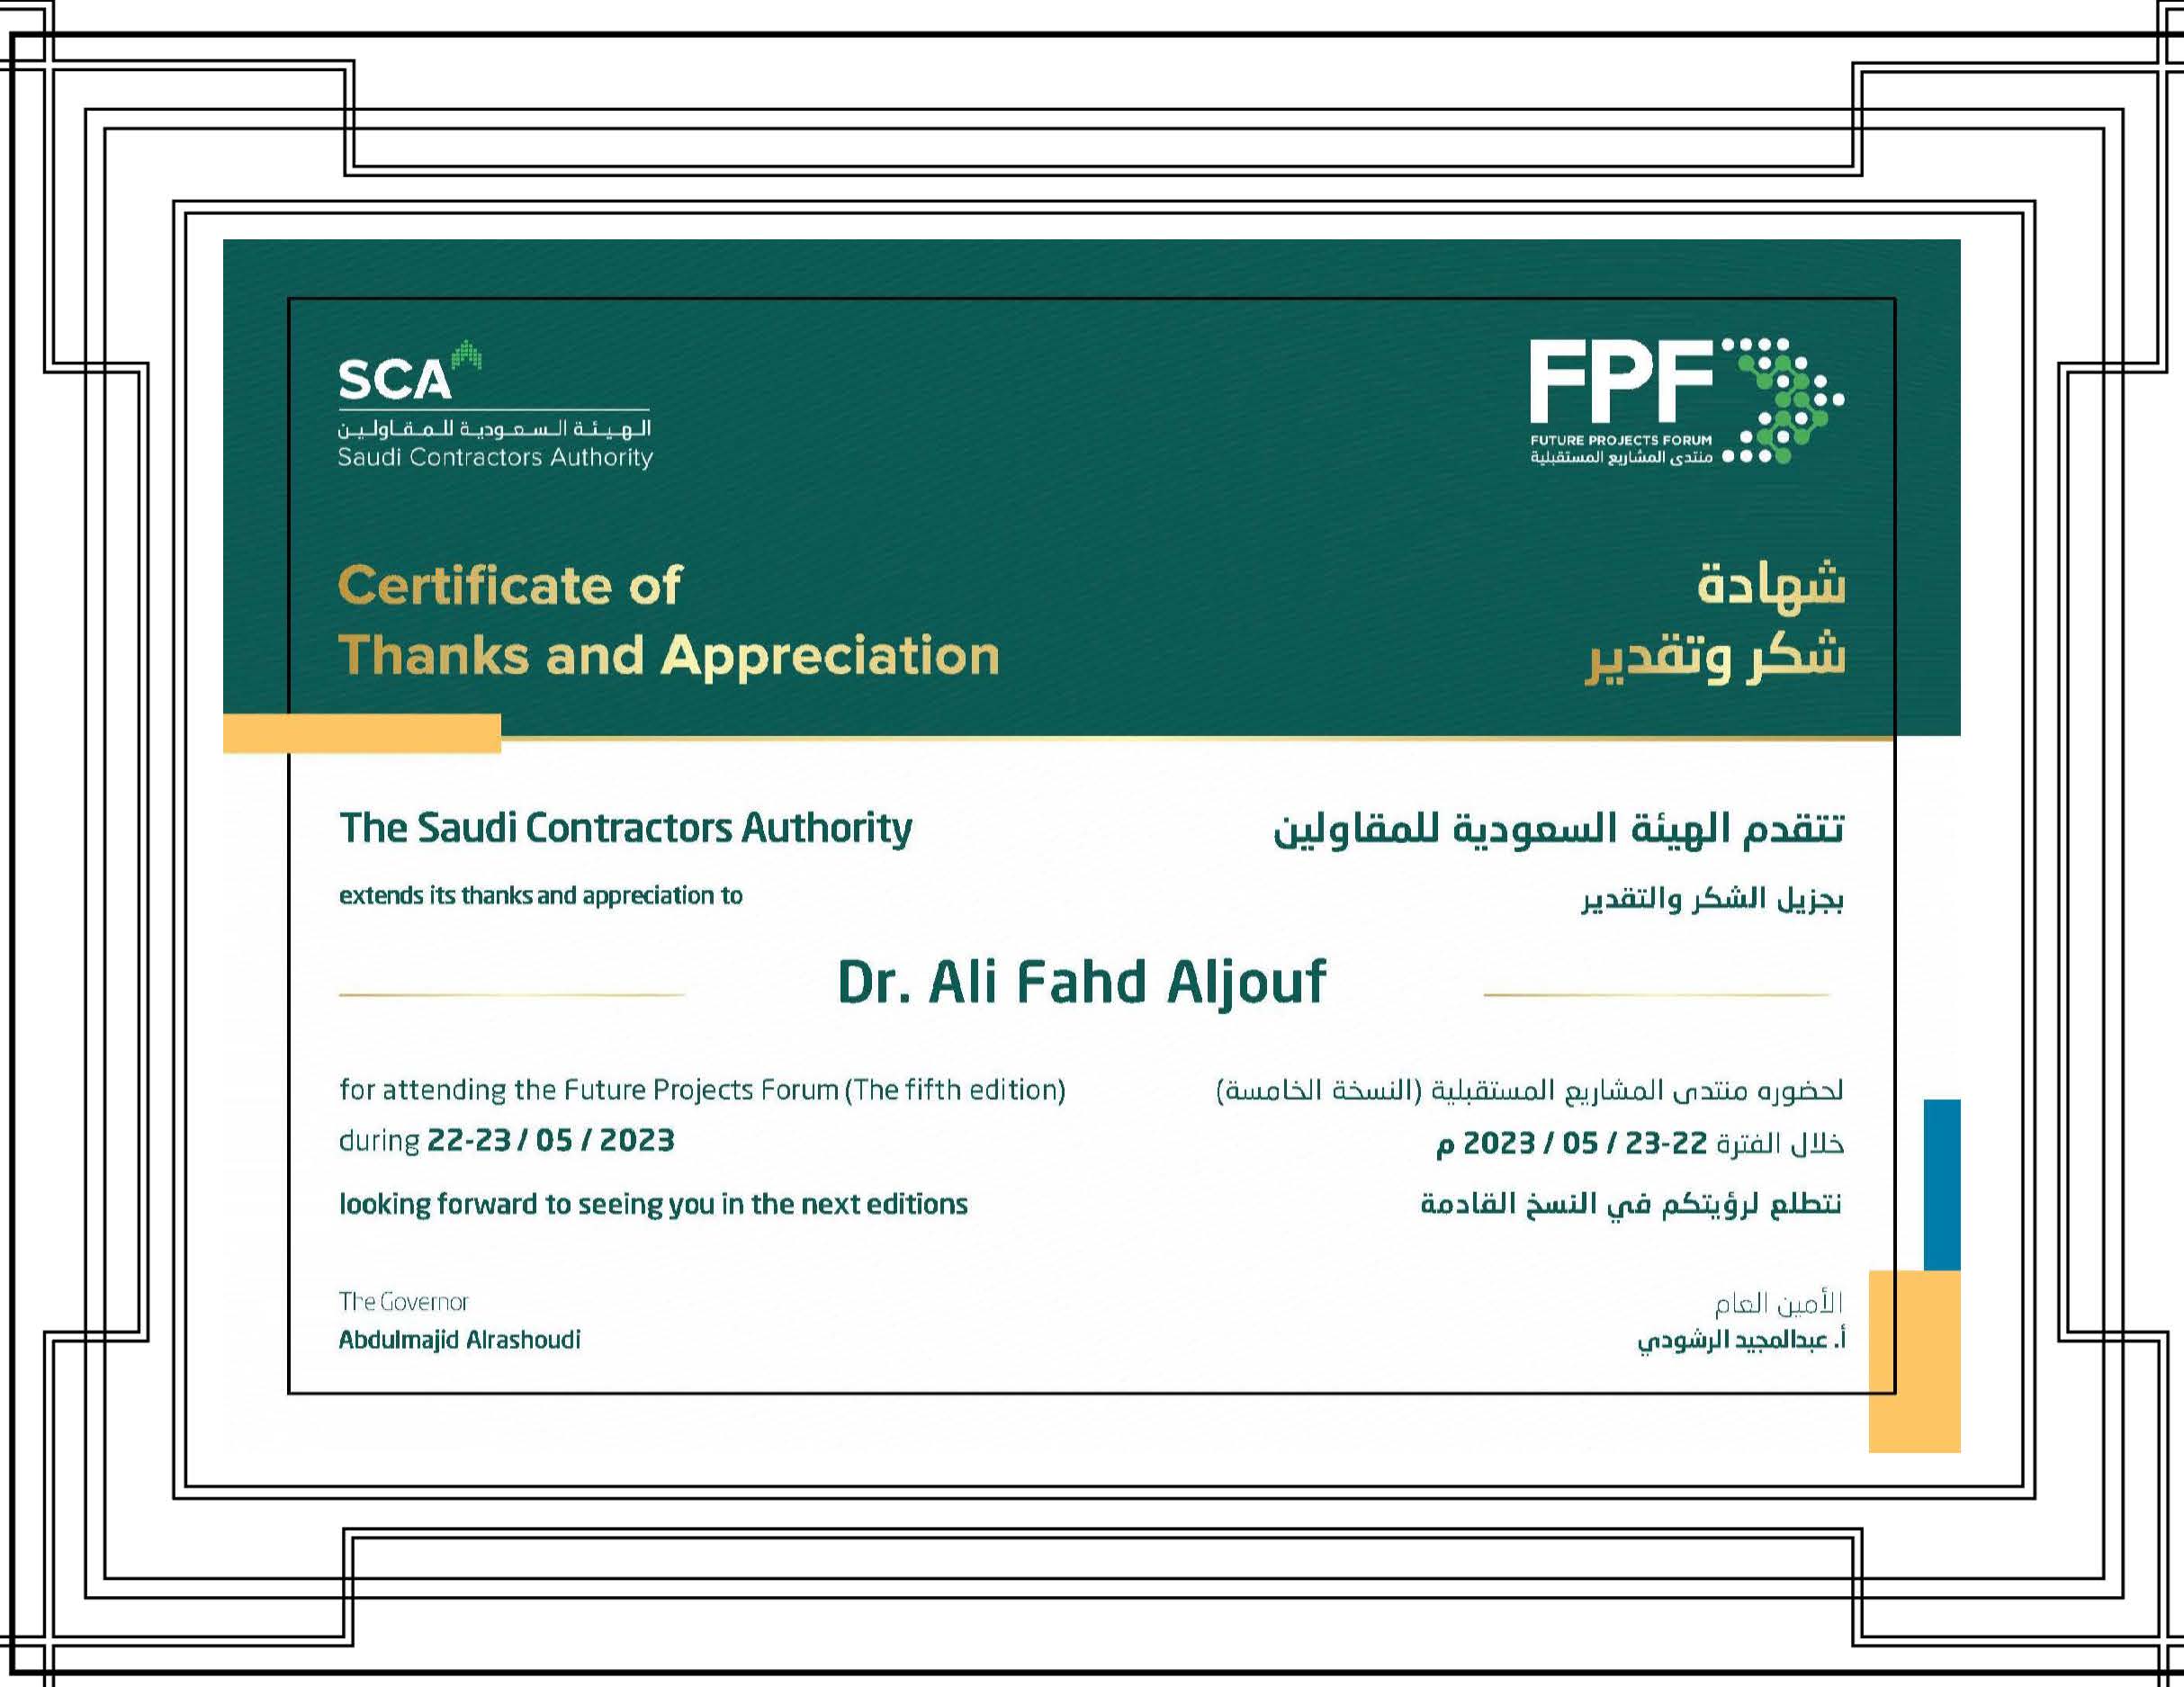 SCA
الهيئة السعودية للمقاولين
Saudi Contractors Authority
FPF
FUTURE PROJECTS FORUM
منتدى المشاريع المستقبلية
Certificate of
Thanks and Appreciation
شهادة
شكر وتقدير
The Saudi Contractors Authority
extends its thanks and appreciation to
تتقدم الهيئة السعودية للمقاولين
بجزيل الشكر والتقدير
Dr. Ali Fahd Aljouf
for attending the Future Projects Forum (The fifth edition)
during 22-23 / 05 / 2023
looking forward to seeing you in the next editions
لحضوره منتدى المشاريع المستقبلية (النسخة الخامسة)
خلال الفترة 22-23 / 05 / 2023 م
نتطلع لرؤيتكم في النسخ القادمة
The Governor
Abdulmajid Alrashoudi
الأمين العام
أ. عبدالمجيد الرشودي